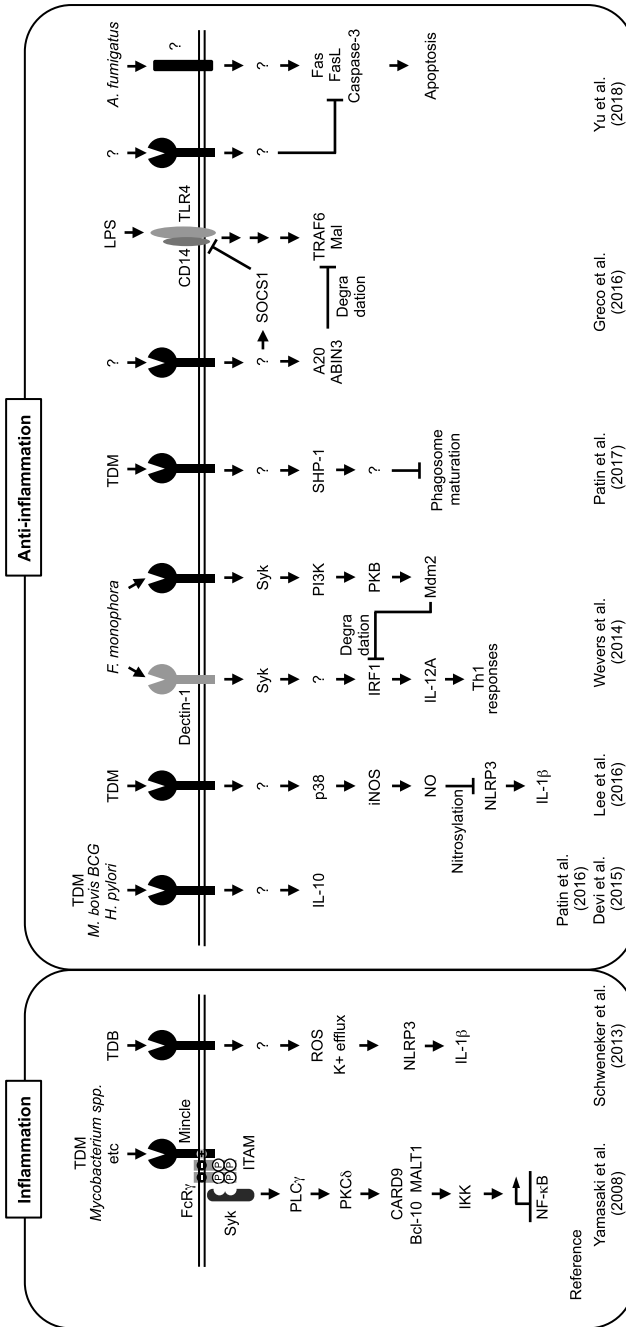 Inflammation
TDM
Mycobacterium spp.
etc
FcRγ
Mincle
P P
P P
ITAM
Syk
PLCγ
PKCδ
CARD9
Bcl-10 MALT1
IKK
NF-κB
Reference
Yamasaki et al.
(2008)
TDB
?
ROS
K+ efflux
NLRP3
IL-1β
Schweneker et al.
(2013)
Anti-inflammation
TDM
M. bovis BCG
H. pylori
?
IL-10
Patin et al.
(2016)
Devi et al.
(2015)
TDM
?
p38
iNOS
NO
Nitrosylation
NLRP3
IL-1β
Lee et al.
(2016)
F. monophora
Dectin-1
Syk
?
IRF1
IL-12A
Th1
responses
Syk
PI3K
PKB
Mdm2
Degra
dation
Wevers et al.
(2014)
TDM
?
SHP-1
?
Phagosome
maturation
Patin et al.
(2017)
?
?
A20
ABIN3
SOCS1
Degra
dation
LPS
CD14
TLR4
TRAF6
Mal
Greco et al.
(2016)
?
?
A. fumigatus
?
?
Fas
FasL
Caspase-3
Apoptosis
Yu et al.
(2018)